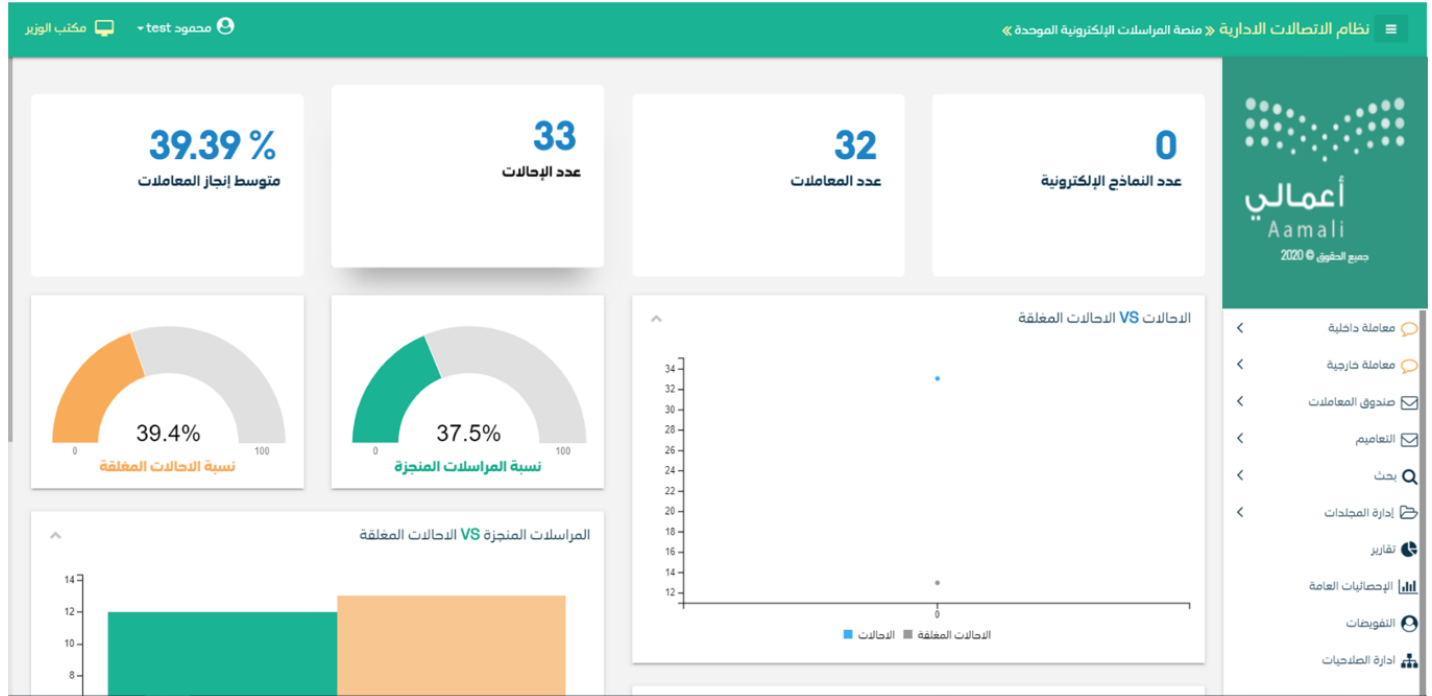 نظام الاتصالات الادارية « منصة المراسلات الإلكترونية الموحدة »
محمود test
مكتب الوزير
أعمالي
Aamali
جميع الحقوق © 2020
معاملة داخلية
معاملة خارجية
صندوق المعاملات
التعاميم
بحث
إدارة المجلدات
تقارير
الإحصائيات العامة
التفويضات
ادارة الصلاحيات
0
عدد النماذج الإلكترونية
32
عدد المعاملات
33
عدد الإحالات
39.39 %
متوسط إنجاز المعاملات
الاحالات VS الاحالات المغلقة
34
32
30
28
26
24
22
20
18
16
14
12
0
الاحالات المغلقة
الاحالات
37.5%
0
100
نسبة المراسلات المنجزة
39.4%
0
100
نسبة الاحالات المغلقة
المراسلات المنجزة VS الاحالات المغلقة
14
12
10
8